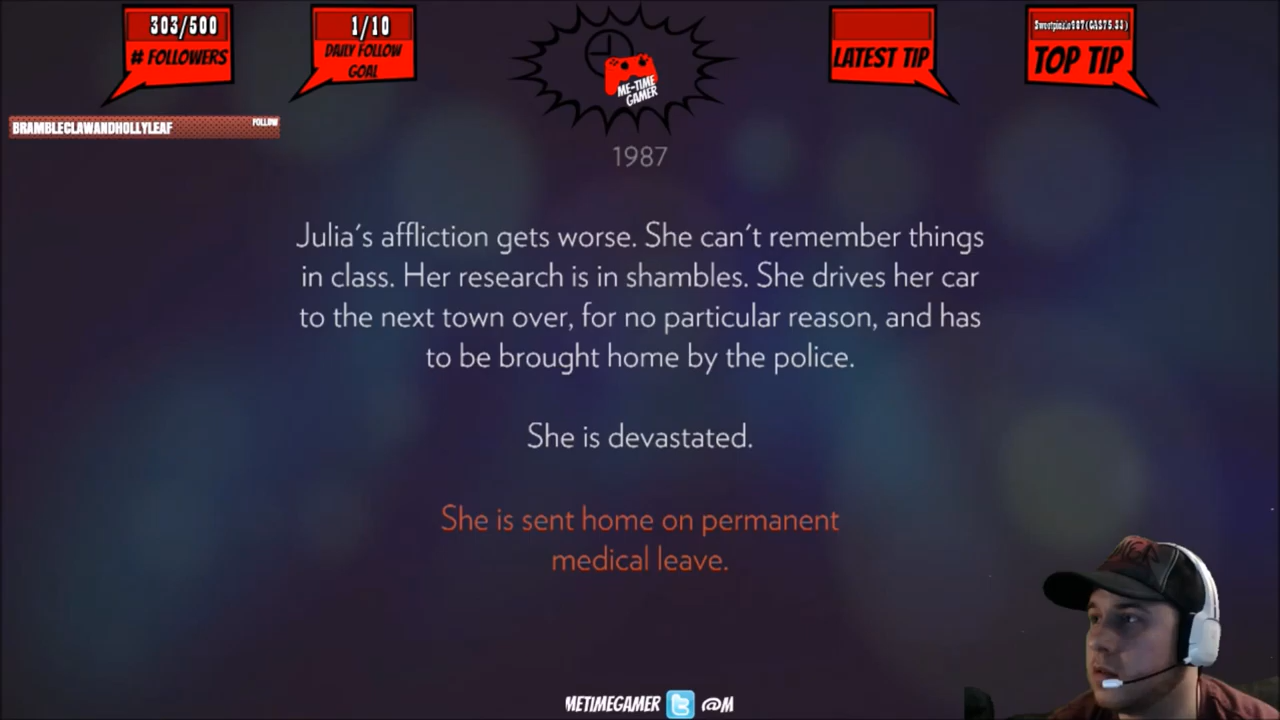 303/500
# FOLLOWERS
1/10
DAILY FOLLOW
GOAL
ME-TIME
GAMER
LATEST TIP
TOP TIP
BRAMBLECLAWANDHOLLYLEAF
FOLLOW
1987
Julia's affliction gets worse. She can't remember things
in class. Her research is in shambles. She drives her car
to the next town over, for no particular reason, and has
to be brought home by the police.
She is devastated.
She is sent home on permanent
medical leave.
METIMEGAMER @M